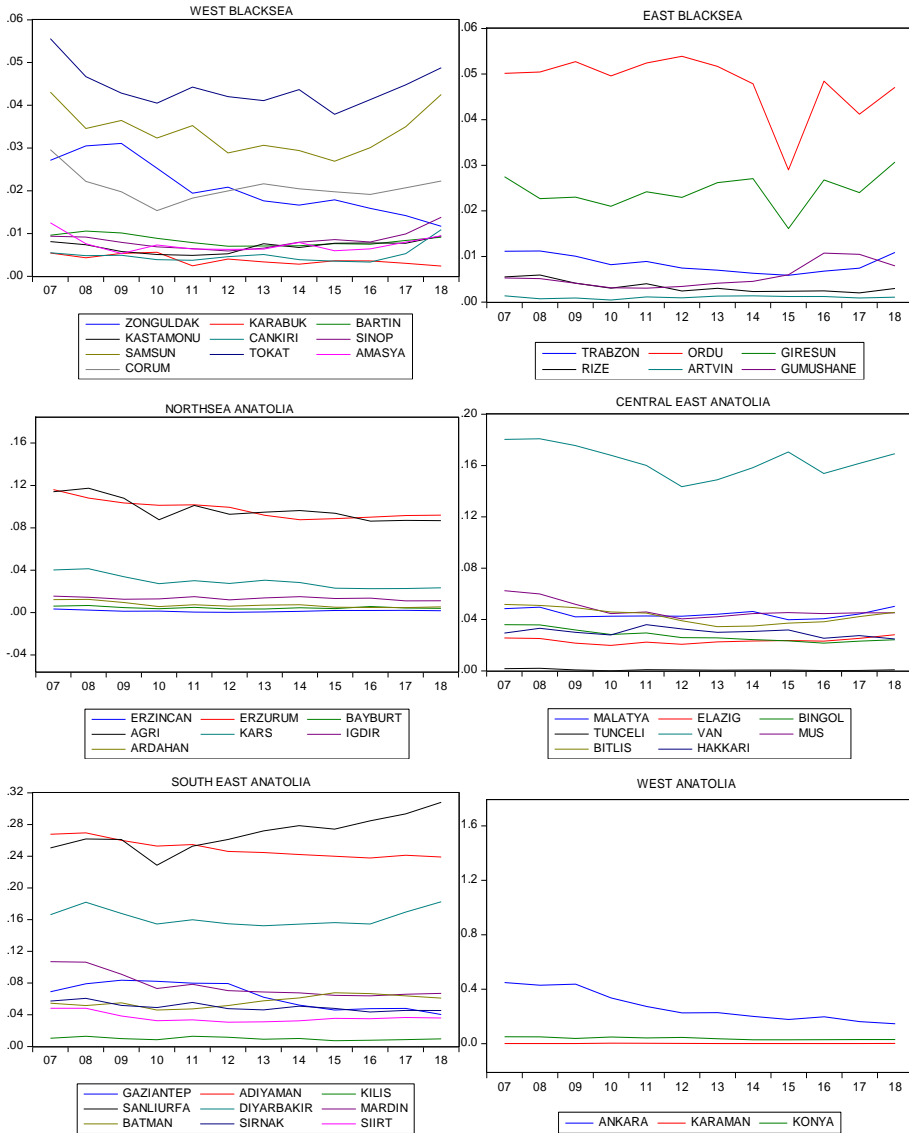 WEST BLACKSEA
.06
.05
.04
.03
.02
.01
.00
07 08 09 10 11 12 13 14 15 16 17 18
ZONGULDAK KARABUK BARTIN
KASTAMONU CANKIRI SINOP
SAMSUN TOKAT AMASYA
CORUM
EAST BLACKSEA
.06
.05
.04
.03
.02
.01
.00
07 08 09 10 11 12 13 14 15 16 17 18
TRABZON ORDU GIRESUN
RIZE ARTVIN GUMUSHANE
NORTHSEA ANATOLIA
.16
.12
.08
.04
.00
-.04
07 08 09 10 11 12 13 14 15 16 17 18
ERZINCAN ERZURUM BAYBURT
AGRI KARS IGDIR
ARDAHAN
CENTRAL EAST ANATOLIA
.20
.16
.12
.08
.04
.00
07 08 09 10 11 12 13 14 15 16 17 18
MALATYA ELAZIG BINGOL
TUNCELI VAN MUS
BITLIS HAKKARI
SOUTH EAST ANATOLIA
.32
.28
.24
.20
.16
.12
.08
.04
.00
07 08 09 10 11 12 13 14 15 16 17 18
GAZIANTEP ADIYAMAN KILIS
SANLIURFA DIYARBAKIR MARDIN
BATMAN SIRNAK SIIRT
WEST ANATOLIA
1.6
1.2
0.8
0.4
0.0
07 08 09 10 11 12 13 14 15 16 17 18
ANKARA KARAMAN KONYA